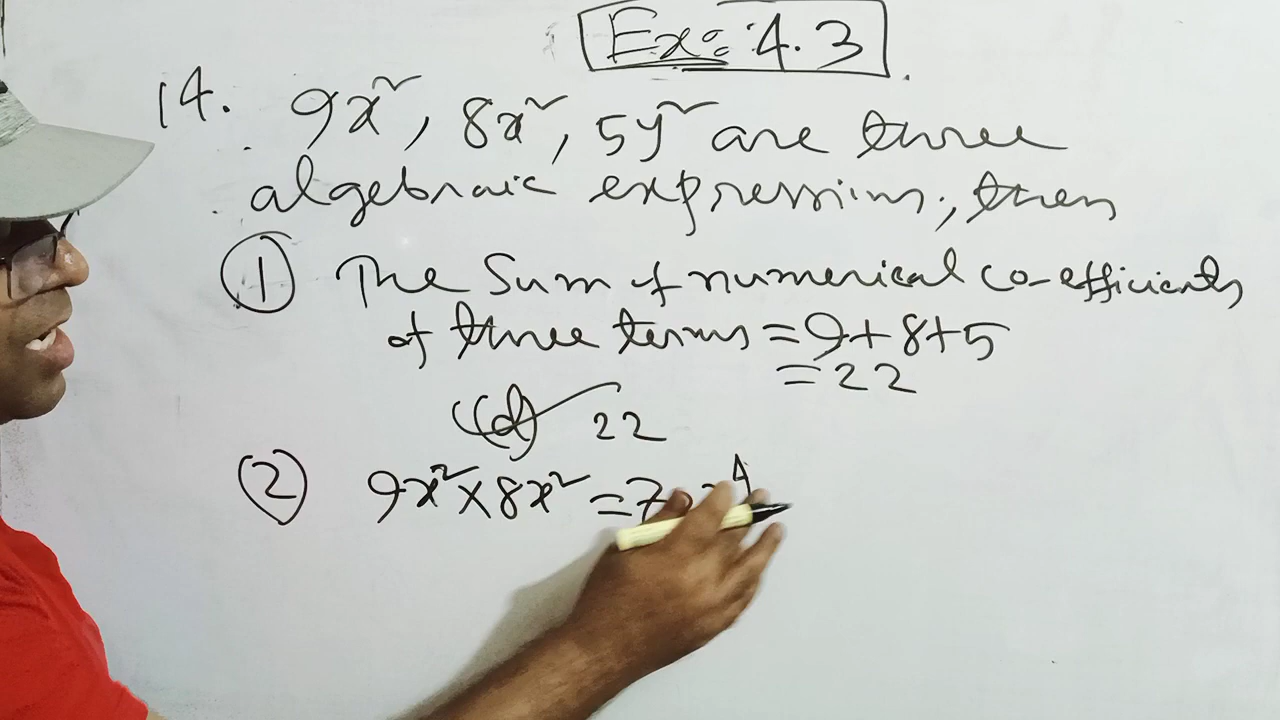 Ex: 4.3
14. 9x², 8x², 5y² are three
algebraic expressions, then
① The Sum of numerical co-efficients
of three terms = 9+8+5
= 22
(d) 22
② 9x² × 8x² = 7